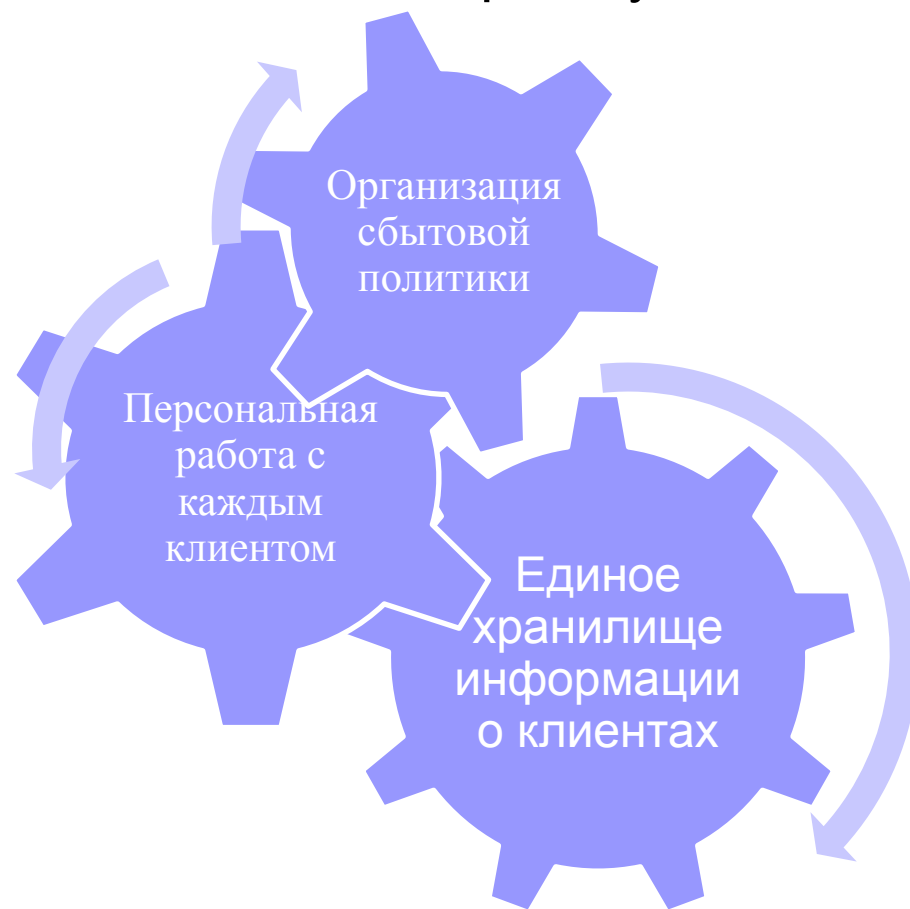 Организация
сбытовой
политики
Персональная
работа с
каждым
клиентом
Единое
хранилище
информации
о клиентах